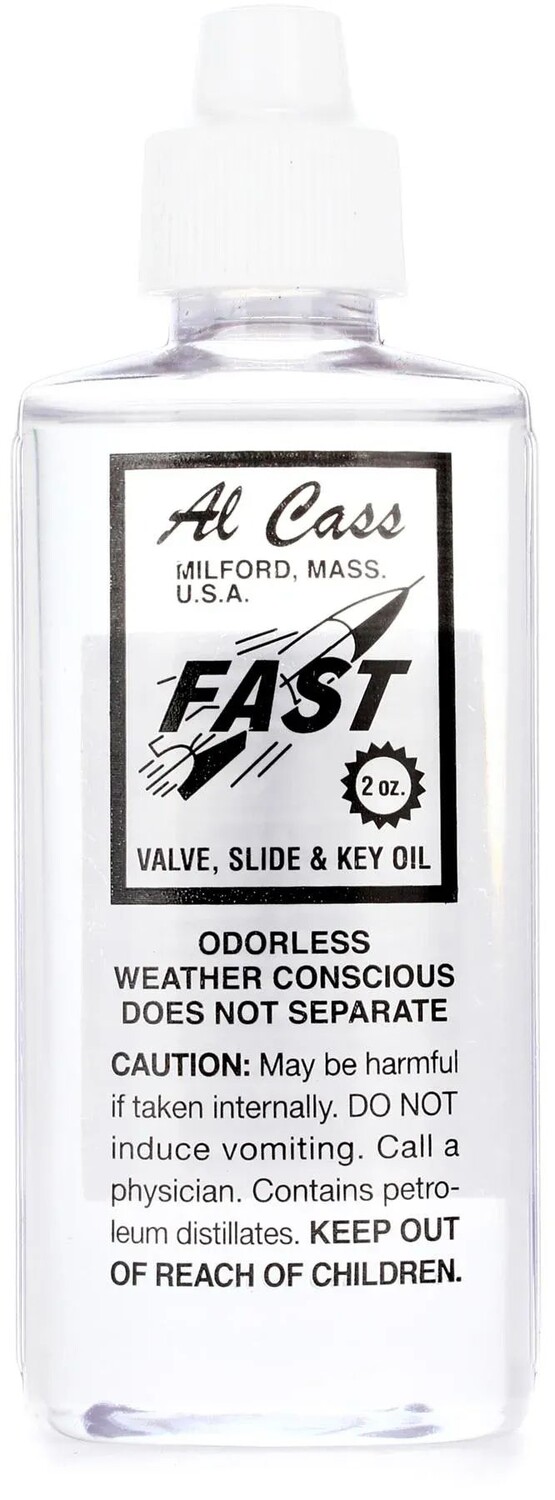 Al Cass
MILFORD, MASS.
U.S.A.
FAST
2 oz.
VALVE, SLIDE & KEY OIL
ODORLESS
WEATHER CONSCIOUS
DOES NOT SEPARATE
CAUTION: May be harmful
if taken internally. DO NOT
induce vomiting. Call a
physician. Contains petro-
leum distillates. KEEP OUT
OF REACH OF CHILDREN.